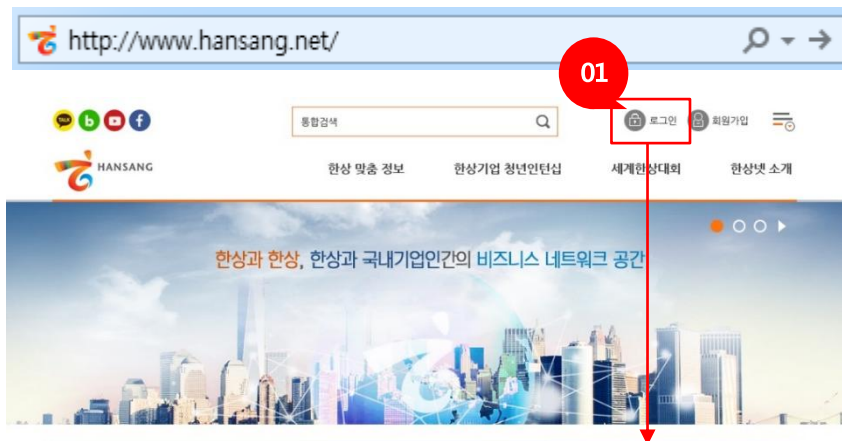 http://www.hansang.net/
01
TALK
통합검색
로그인
회원가입
HANSANG
한상 맞춤 정보
한상기업 청년인턴십
세계한상대회
한상넷 소개
한상과 한상, 한상과 국내기업인간의 비즈니스 네트워크 공간